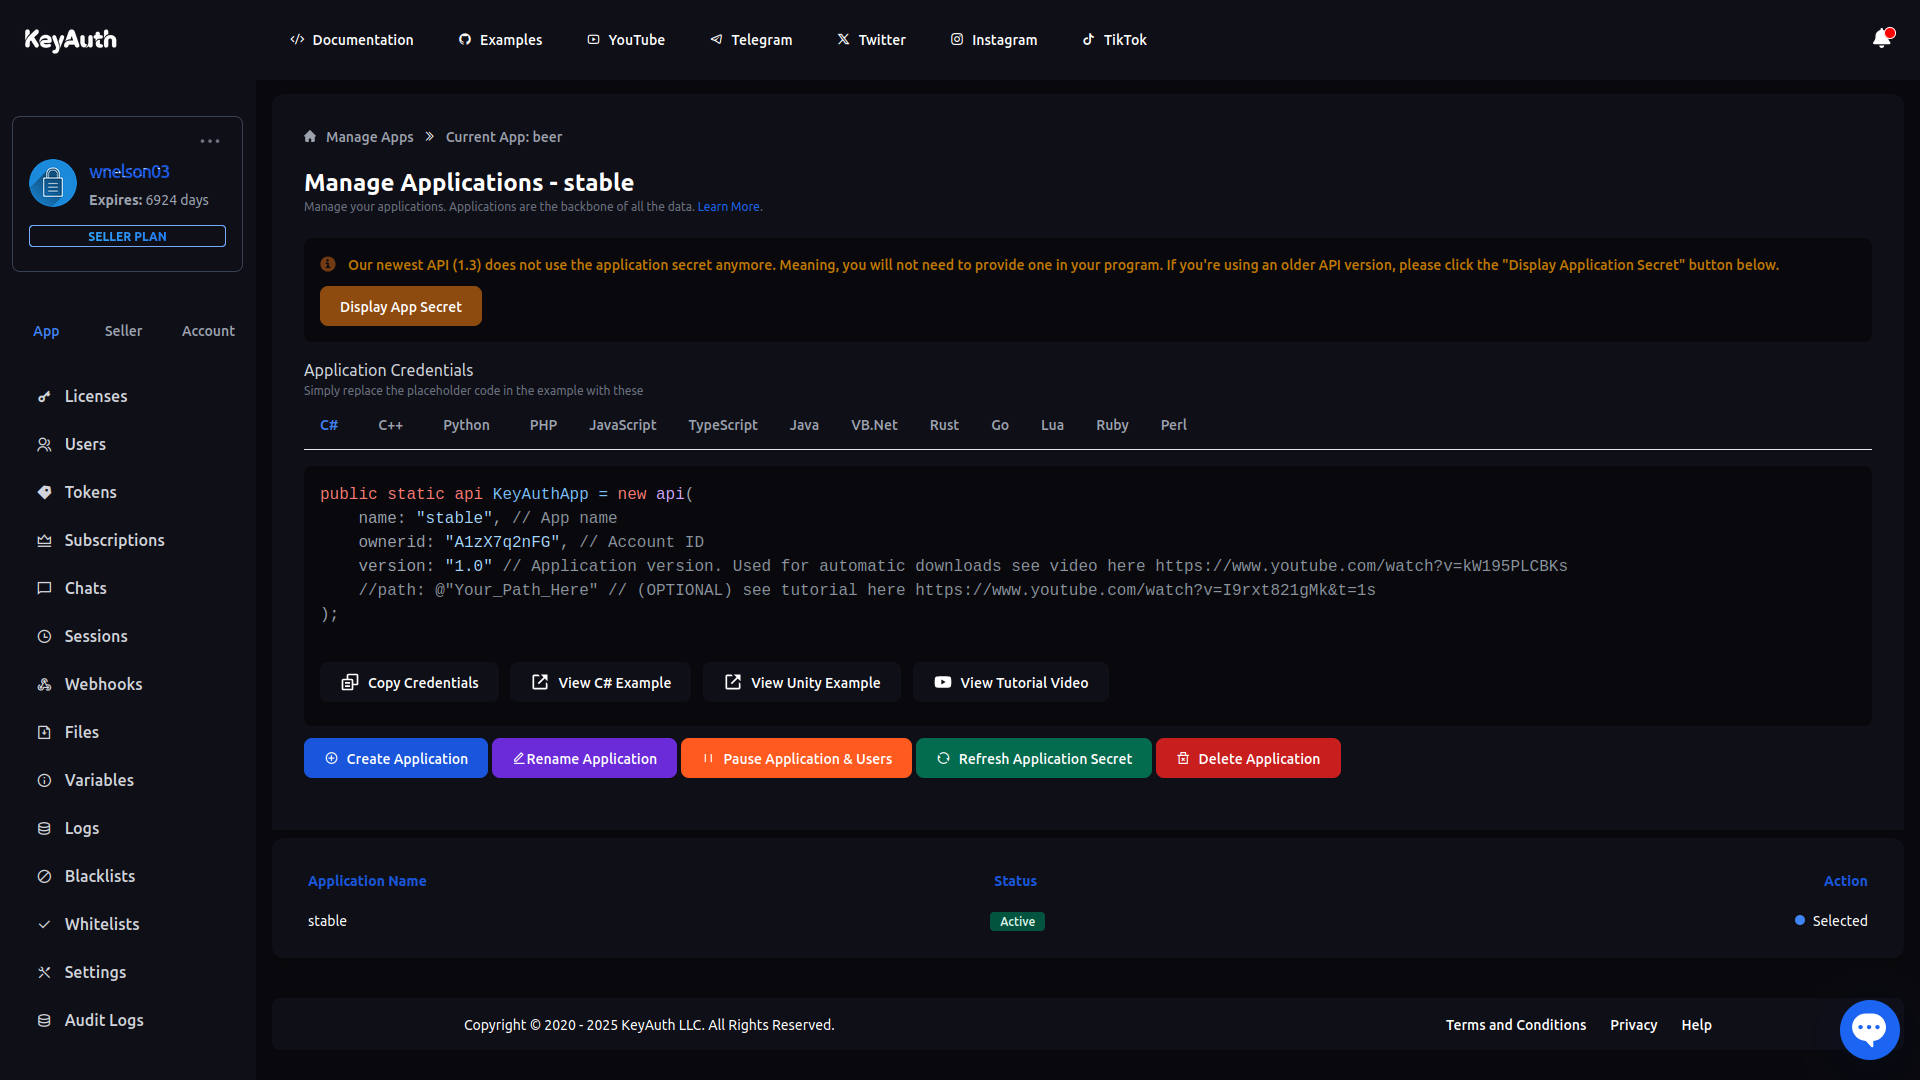 KeyAuth
Documentation
Examples
YouTube
Telegram
Twitter
Instagram
TikTok
wnelson03
Expires: 6924 days
SELLER PLAN
App
Seller
Account
Licenses
Users
Tokens
Subscriptions
Chats
Sessions
Webhooks
Files
Variables
Logs
Blacklists
Whitelists
Settings
Audit Logs
Manage Apps » Current App: beer
Manage Applications - stable
Manage your applications. Applications are the backbone of all the data. Learn More.
Our newest API (1.3) does not use the application secret anymore. Meaning, you will not need to provide one in your program. If you're using an older API version, please click the "Display Application Secret" button below.
Display App Secret
Application Credentials
Simply replace the placeholder code in the example with these
C# C++ Python PHP JavaScript TypeScript Java VB.Net Rust Go Lua Ruby Perl
public static api KeyAuthApp = new api(
name: "stable", // App name
ownerid: "A1zX7q2nFG", // Account ID
version: "1.0" // Application version. Used for automatic downloads see video here https://www.youtube.com/watch?v=kW195PLCBKs
//path: @"Your_Path_Here" // (OPTIONAL) see tutorial here https://www.youtube.com/watch?v=I9rxt821gMk&t=1s
);
Copy Credentials
View C# Example
View Unity Example
View Tutorial Video
Create Application
Rename Application
Pause Application & Users
Refresh Application Secret
Delete Application
Application Name Status Action
stable Active Selected
Copyright © 2020 - 2025 KeyAuth LLC. All Rights Reserved.
Terms and Conditions
Privacy
Help